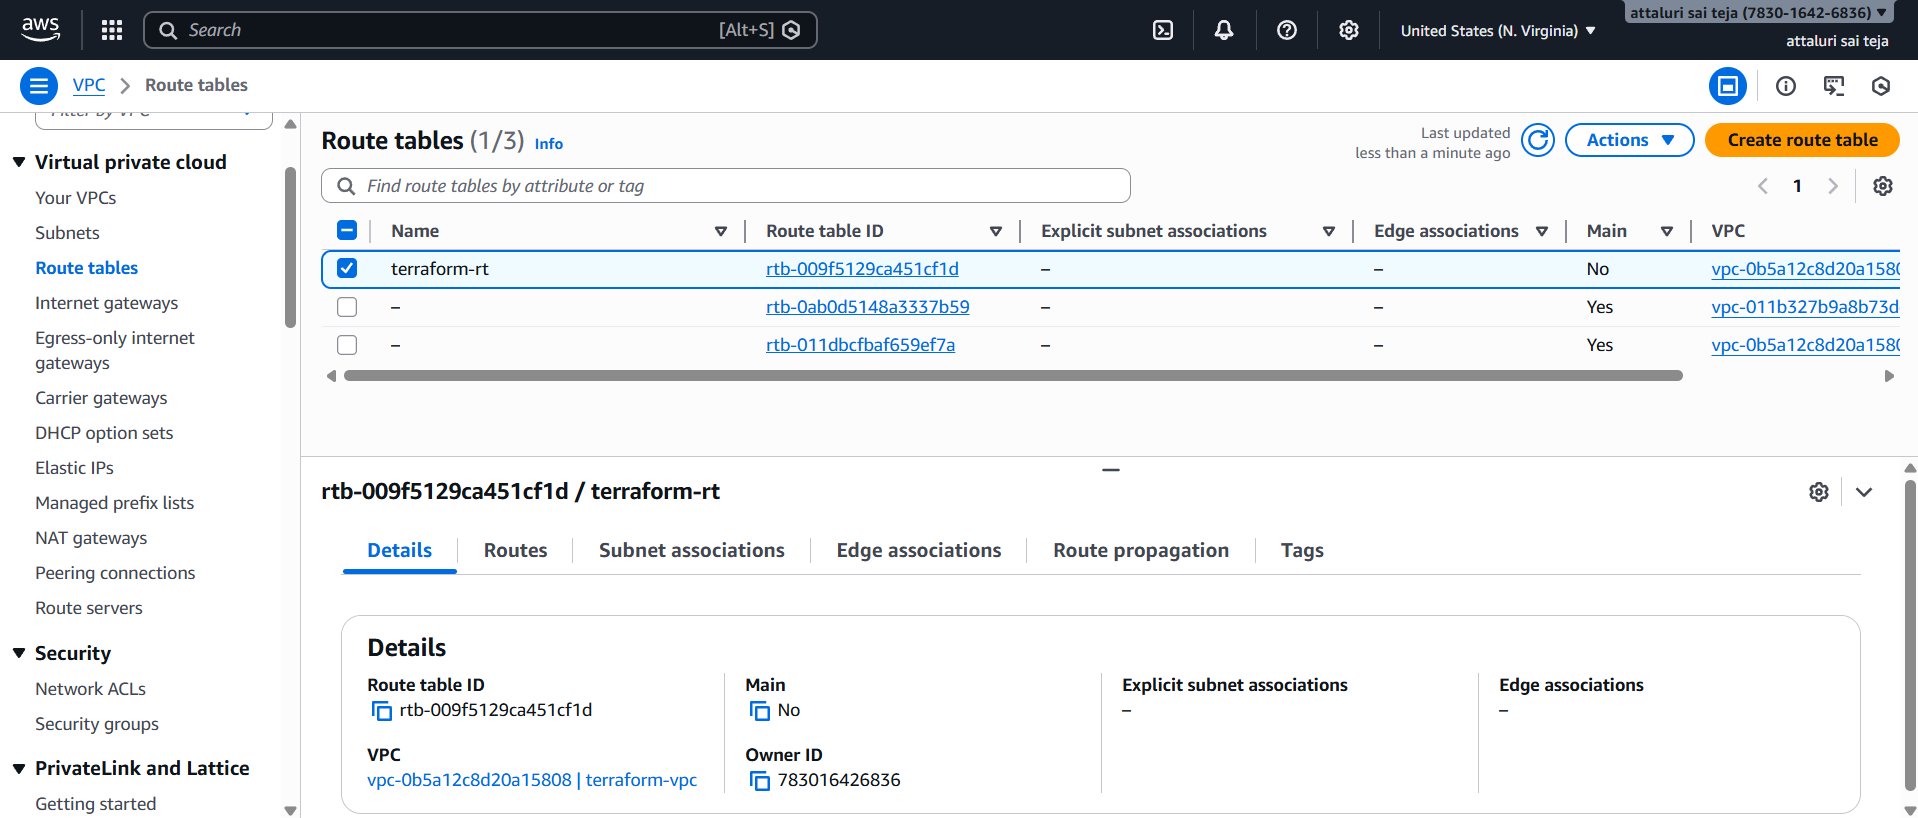 aws
Search
[Alt+S]
United States (N. Virginia)
attaluri sai teja (7830-1642-6836)
attaluri sai teja
VPC
Route tables
Filter by VPC
Virtual private cloud
Your VPCs
Subnets
Route tables
Internet gateways
Egress-only internet
gateways
Carrier gateways
DHCP option sets
Elastic IPs
Managed prefix lists
NAT gateways
Peering connections
Route servers
Security
Network ACLs
Security groups
PrivateLink and Lattice
Getting started
Route tables (1/3) Info
Last updated
less than a minute ago
Actions
Create route table
Find route tables by attribute or tag
1
Name Route table ID Explicit subnet associations Edge associations Main VPC
terraform-rt rtb-009f5129ca451cf1d – – No vpc-0b5a12c8d20a1580
– rtb-0ab0d5148a3337b59 – – Yes vpc-011b327b9a8b73d
– rtb-011dbcfbaf659ef7a – – Yes vpc-0b5a12c8d20a1580
rtb-009f5129ca451cf1d / terraform-rt
Details Routes Subnet associations Edge associations Route propagation Tags
Details
Route table ID
rtb-009f5129ca451cf1d
Main
No
Explicit subnet associations
–
Edge associations
–
VPC
vpc-0b5a12c8d20a15808 | terraform-vpc
Owner ID
783016426836